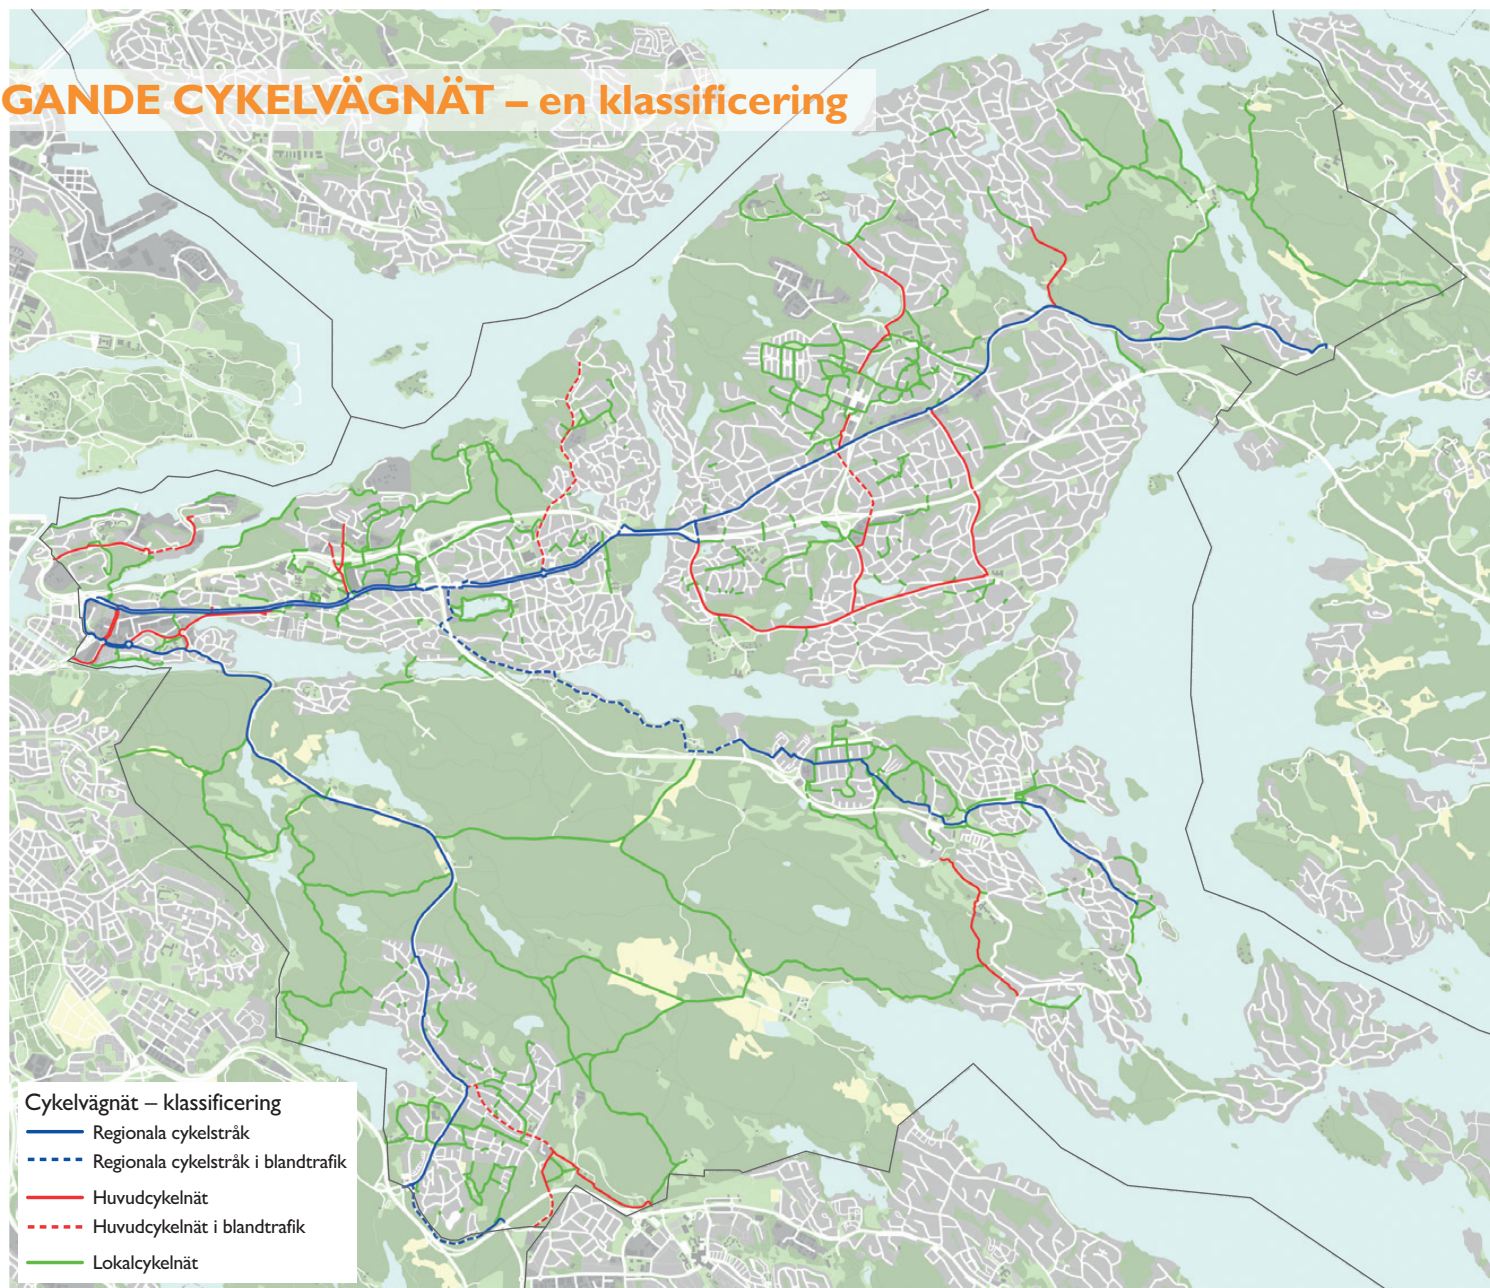 GANDE CYKELVÄGNÄT – en klassificering
Cykelvägnät – klassificering
Regionala cykelstråk
Regionala cykelstråk i blandtrafik
Huvudcykelnät
Huvudcykelnät i blandtrafik
Lokalcykelnät